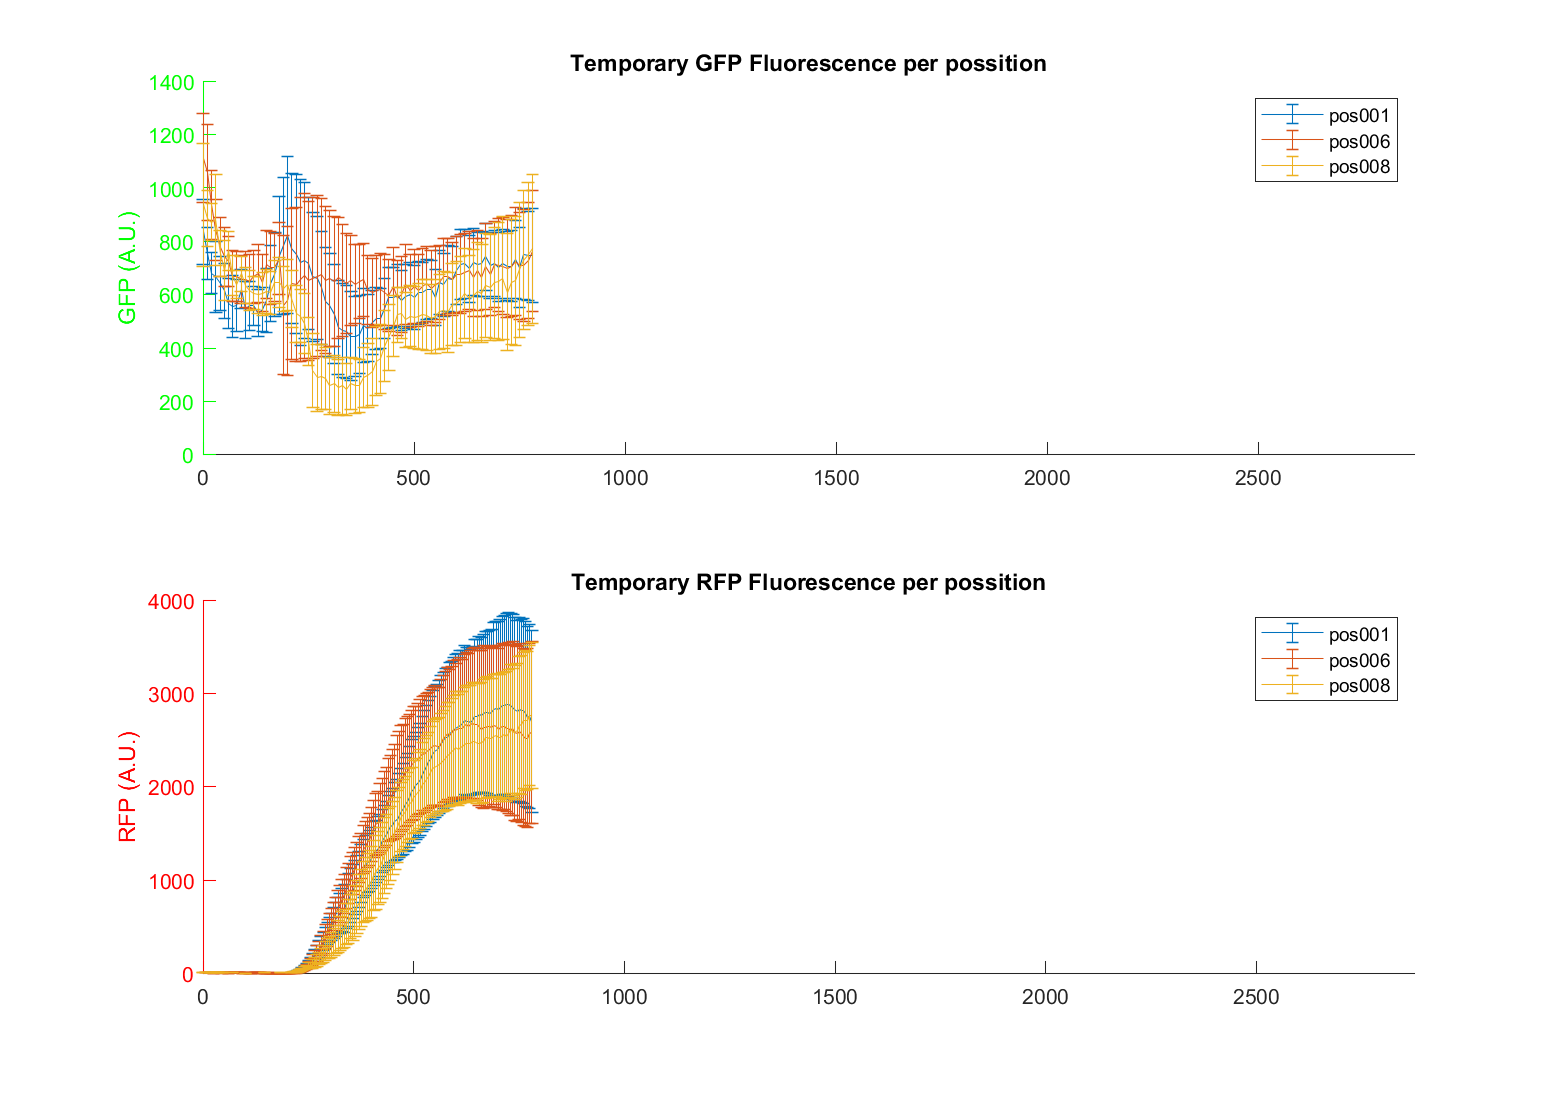 Temporary GFP Fluorescence per possition
GFP (A.U.)
1400
1200
1000
800
600
400
200
0
0 500 1000 1500 2000 2500
pos001
pos006
pos008
Temporary RFP Fluorescence per possition
RFP (A.U.)
4000
3000
2000
1000
0
0 500 1000 1500 2000 2500
pos001
pos006
pos008